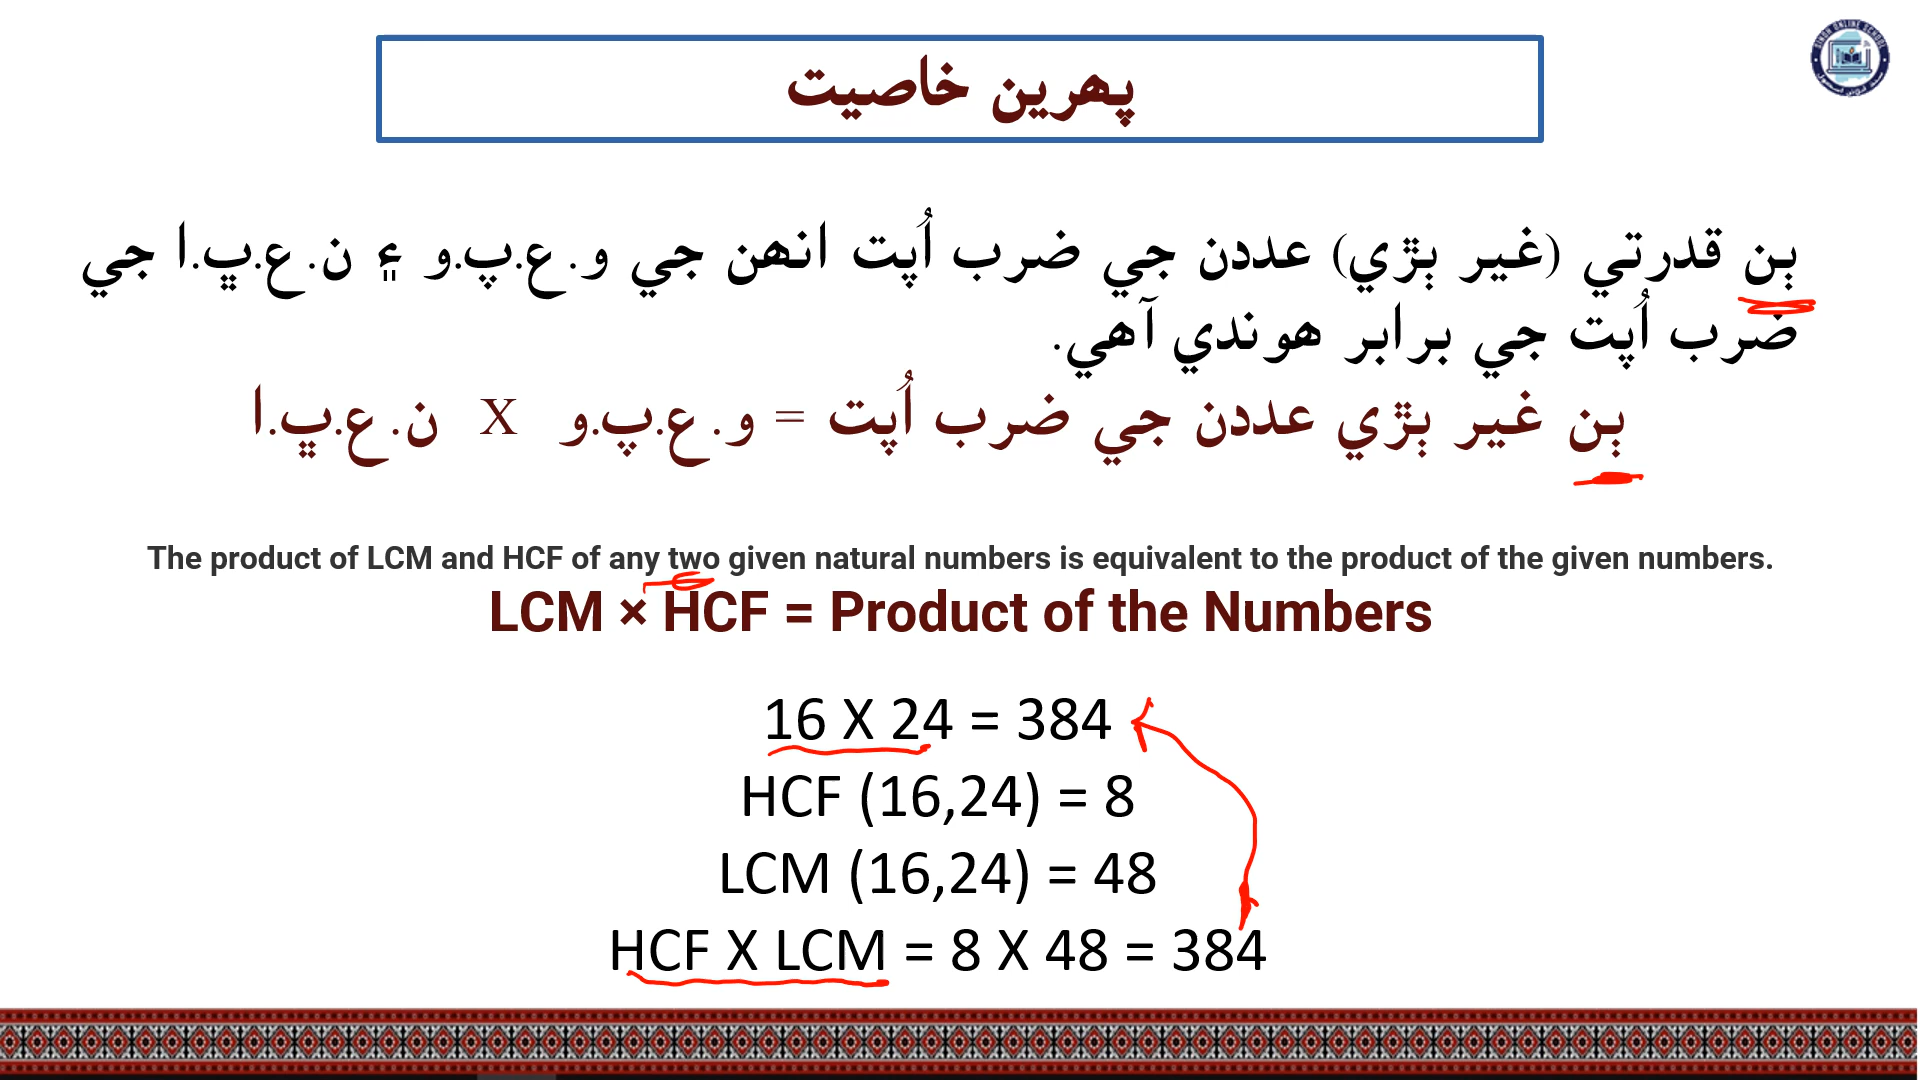 پهرين خاصيت
ٻن قدرتي (غير ٻڙي) عددن جي ضرب اُپت انهن جي و.ع.پ.و ۽ ن.ع.ڀ.ا جي
ضرب اُپت جي برابر هوندي آهي.
ٻن غير ٻڙي عددن جي ضرب اُپت = و.ع.پ.و X ن.ع.ڀ.ا
The product of LCM and HCF of any two given natural numbers is equivalent to the product of the given numbers.
LCM × HCF = Product of the Numbers
16 X 24 = 384
HCF (16,24) = 8
LCM (16,24) = 48
HCF X LCM = 8 X 48 = 384